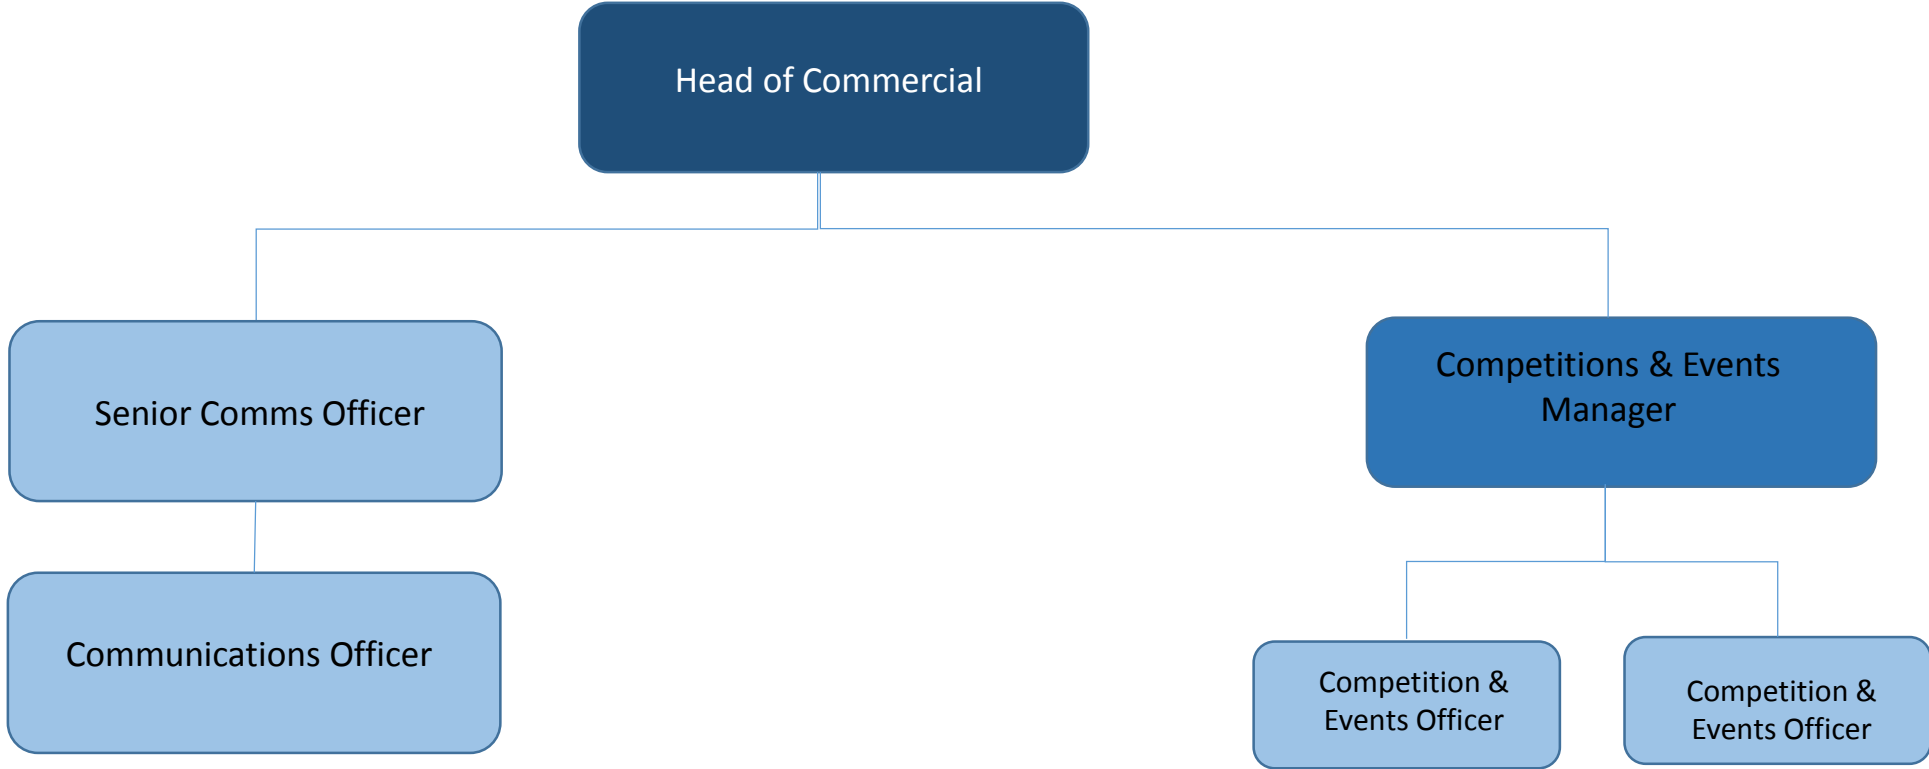 Head of Commercial
Senior Comms Officer
Competitions & Events
Manager
Communications Officer
Competition &
Events Officer
Competition &
Events Officer